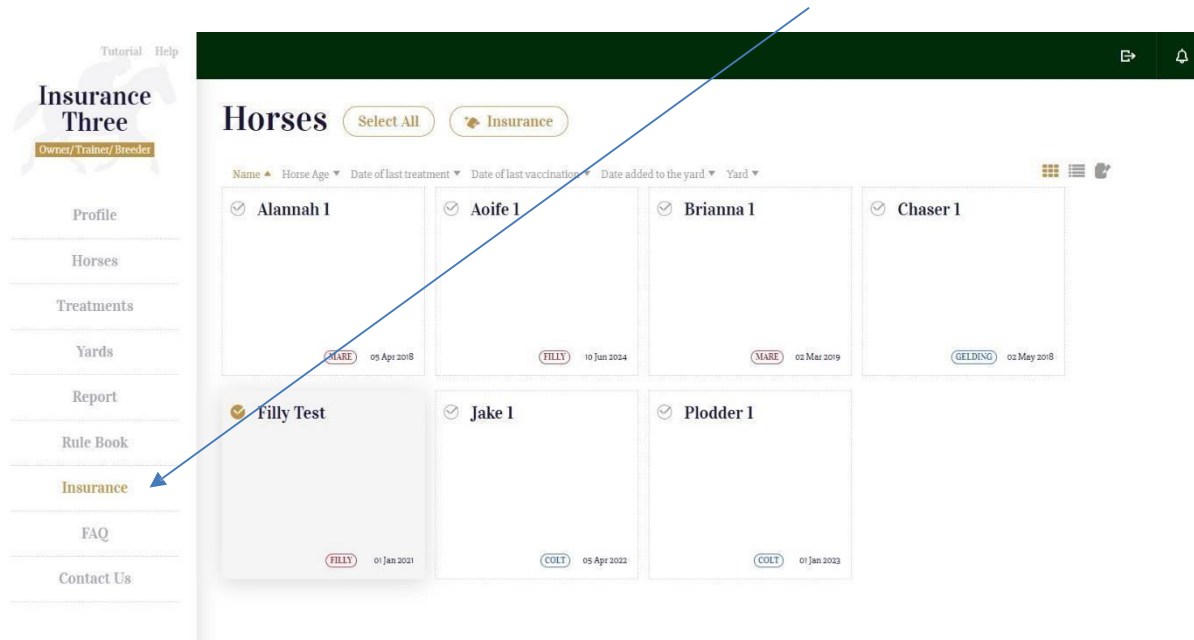 Tutorial Help
Insurance
Three
Owner/Trainer/Breeder
Profile
Horses
Treatments
Yards
Report
Rule Book
Insurance
FAQ
Contact Us
Horses Select All Insurance
Name Horse Age Date of last treatment Date of last vaccination Date added to the yard Yard
Alannah 1
MARE 05 Apr 2018
Aoife 1
FILLY 10 Jun 2024
Brianna 1
MARE 02 Mar 2019
Chaser 1
GELDING 02 May 2018
Filly Test
FILLY 01 Jan 2021
Jake 1
COLT 05 Apr 2022
Plodder 1
COLT 01 Jan 2023